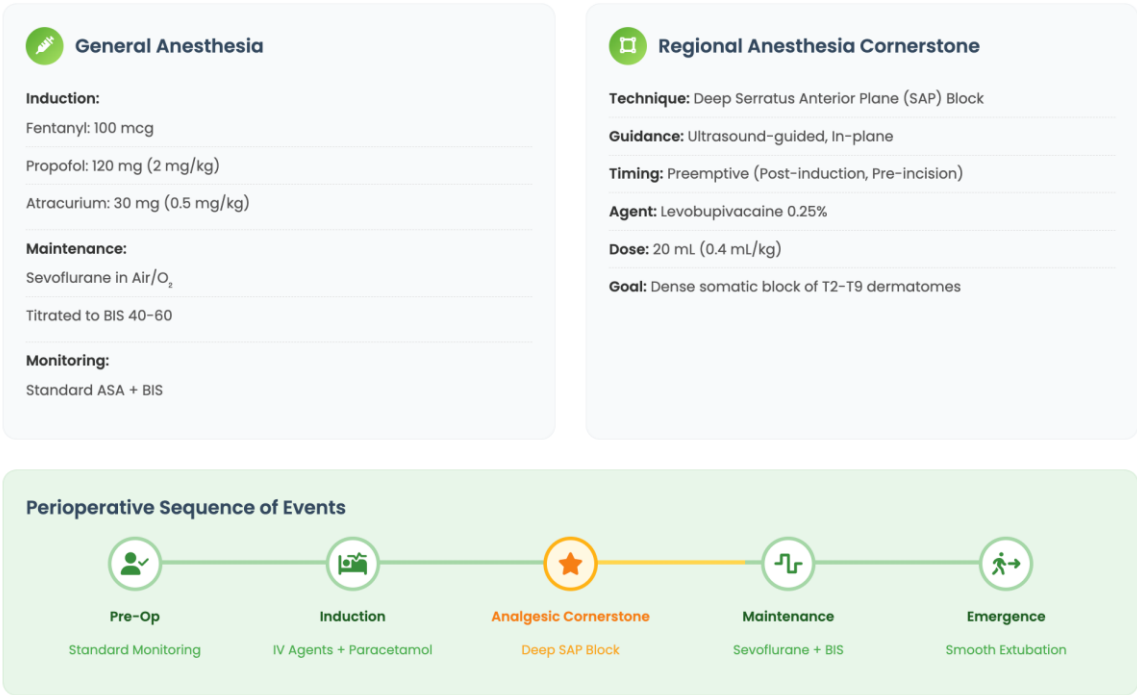 General Anesthesia
Induction:
Fentanyl: 100 mcg
Propofol: 120 mg (2 mg/kg)
Atracurium: 30 mg (0.5 mg/kg)
Maintenance:
Sevoflurane in Air/O₂
Titrated to BIS 40-60
Monitoring:
Standard ASA + BIS
Regional Anesthesia Cornerstone
Technique: Deep Serratus Anterior Plane (SAP) Block
Guidance: Ultrasound-guided, In-plane
Timing: Preemptive (Post-induction, Pre-incision)
Agent: Levobupivacaine 0.25%
Dose: 20 mL (0.4 mL/kg)
Goal: Dense somatic block of T2-T9 dermatomes
Perioperative Sequence of Events
Pre-Op
Standard Monitoring
Induction
IV Agents + Paracetamol
Analgesic Cornerstone
Deep SAP Block
Maintenance
Sevoflurane + BIS
Emergence
Smooth Extubation